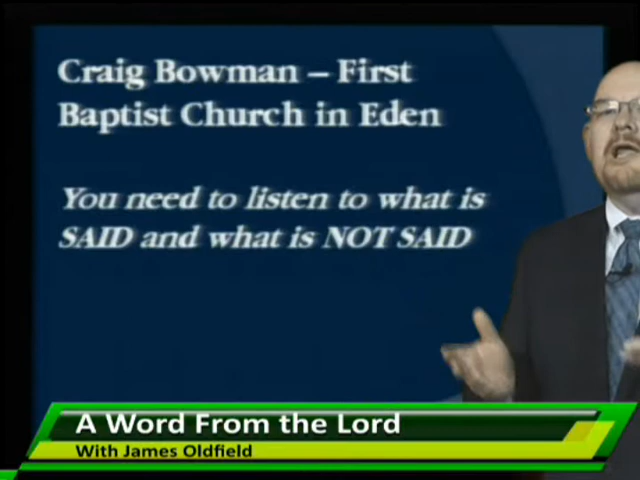 Craig Bowman – First
Baptist Church in Eden
You need to listen to what is
SAID and what is NOT SAID
A Word From the Lord
With James Oldfield